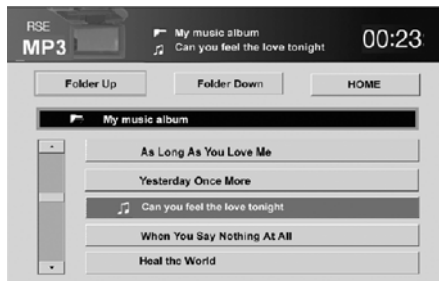 RSE
MP3
My music album
Can you feel the love tonight
00:23
Folder Up
Folder Down
HOME
My music album
As Long As You Love Me
Yesterday Once More
Can you feel the love tonight
When You Say Nothing At All
Heal the World